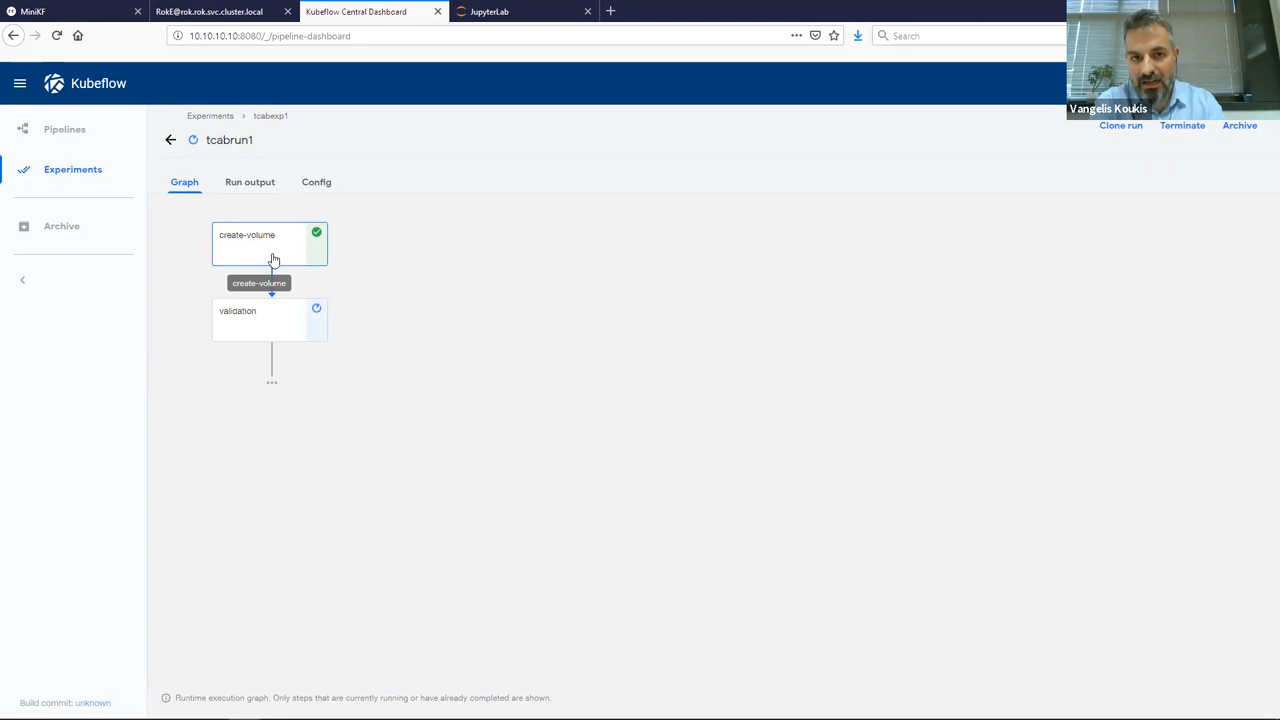 MiniKF
RokE@rok.rok.svc.cluster.local
Kubeflow Central Dashboard
JupyterLab
10.10.10.10:8080/_/pipeline-dashboard
Search
Kubeflow
Vangelis Koukis
Pipelines
Experiments
Archive
Experiments > tcabexp1
tcabrun1
Clone run
Terminate
Archive
Graph
Run output
Config
create-volume
create-volume
validation
Runtime execution graph. Only steps that are currently running or have already completed are shown.
Build commit: unknown